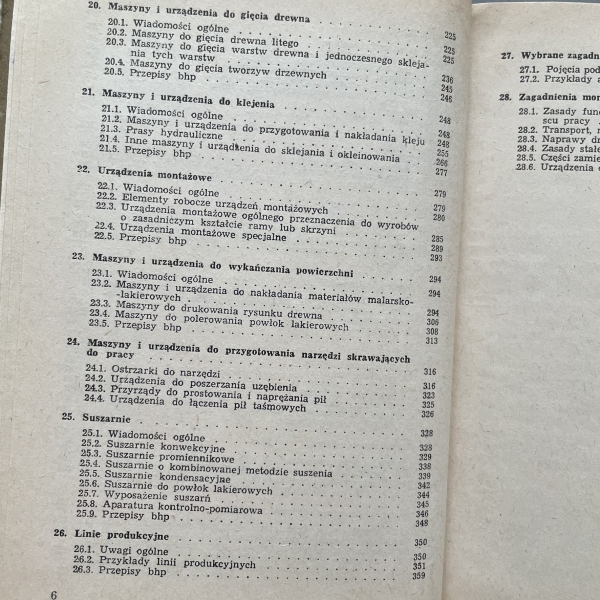 20. Maszyny i urządzenia do gięcia drewna 225
20.1. Wiadomości ogólne 225
20.2. Maszyny do gięcia drewna litego 225
20.3. Maszyny do gięcia warstw drewna i jednoczesnego skleja-
nia tych warstw 236
20.4. Maszyny do gięcia tworzyw drzewnych 245
20.5. Przepisy bhp 246
21. Maszyny i urządzenia do klejenia 248
21.1. Wiadomości ogólne 248
21.2. Maszyny i urządzenia do przygotowania i nakładania kleju 248
21.3. Prasy hydrauliczne 255
21.4. Inne maszyny i urządzenia do sklejania i okleinowania 266
21.5. Przepisy bhp 277
22. Urządzenia montażowe 279
22.1. Wiadomości ogólne 279
22.2. Elementy robocze urządzeń montażowych 280
22.3. Urządzenia montażowe ogólnego przeznaczenia do wyrobów
o zasadniczym kształcie ramy lub skrzyni 285
22.4. Urządzenia montażowe specjalne 289
22.5. Przepisy bhp 293
23. Maszyny i urządzenia do wykańczania powierzchni 294
23.1. Wiadomości ogólne 294
23.2. Maszyny i urządzenia do nakładania materiałów malarsko-
-lakierowych 294
23.3. Maszyny do drukowania rysunku drewna 306
23.4. Maszyny do polerowania powłok lakierowych 308
23.5. Przepisy bhp 313
24. Maszyny i urządzenia do przygotowania narzędzi skrawających
do pracy 316
24.1. Ostrzarki do narzędzi 316
24.2. Urządzenia do poszerzania uzębienia 323
24.3. Przyrządy do prostowania i naprężania pił 325
24.4. Urządzenia do łączenia pił taśmowych 326
25. Suszarnie 328
25.1. Wiadomości ogólne 328
25.2. Suszarnie konwekcyjne 329
25.3. Suszarnie promiennikowe 338
25.4. Suszarnie o kombinowanej metodzie suszenia 339
25.5. Suszarnie kondensacyjne 342
25.6. Suszarnie do powłok lakierowych 344
25.7. Wyposażenie suszarń 345
25.8. Aparatura kontrolno-pomiarowa 346
25.9. Przepisy bhp 348
26. Linie produkcyjne 350
26.1. Uwagi ogólne 350
26.2. Przykłady linii produkcyjnych 351
26.3. Przepisy bhp 359
6
27. Wybrane zagadn
27.1. Pojęcia pod
27.2. Przykłady a
28. Zagadnienia mon
28.1. Zasady fun
scu pracy
28.2. Transport, 
28.3. Naprawy dr
28.4. Zasady stałe
28.5. Części zamie
28.6. Urządzenia